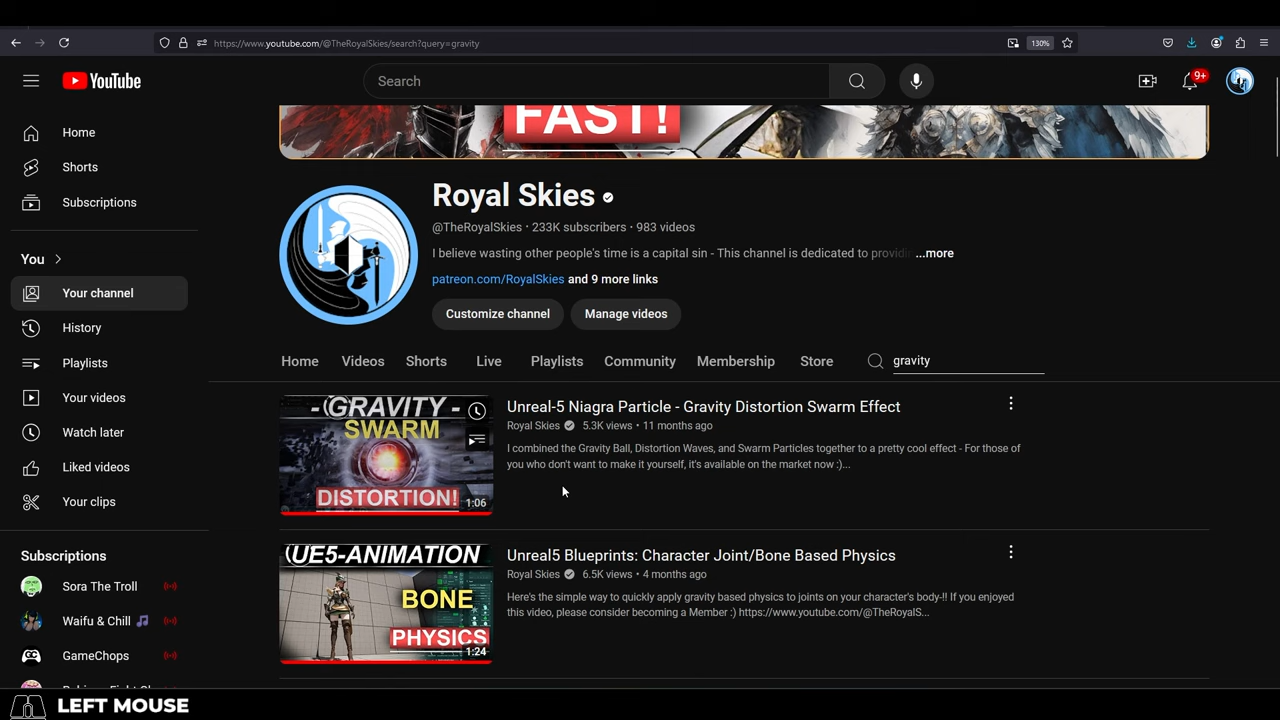 https://www.youtube.com/@TheRoyalSkies/search?query=gravity
130%
YouTube
Search
9+
FAST!
Home
Shorts
Subscriptions
You
Your channel
History
Playlists
Your videos
Watch later
Liked videos
Your clips
Subscriptions
Sora The Troll
Waifu & Chill 🎵
GameChops
Royal Skies
@TheRoyalSkies • 233K subscribers • 983 videos
I believe wasting other people's time is a capital sin - This channel is dedicated to providin ...more
patreon.com/RoyalSkies and 9 more links
Customize channel Manage videos
Home Videos Shorts Live Playlists Community Membership Store gravity
-GRAVITY-
SWARM
DISTORTION!
1:06
Unreal-5 Niagra Particle - Gravity Distortion Swarm Effect
Royal Skies 5.3K views • 11 months ago
I combined the Gravity Ball, Distortion Waves, and Swarm Particles together to a pretty cool effect - For those of
you who don't want to make it yourself, it's available on the market now :)...
UE5-ANIMATION
BONE
PHYSICS
1:24
Unreal5 Blueprints: Character Joint/Bone Based Physics
Royal Skies 6.5K views • 4 months ago
Here's the simple way to quickly apply gravity based physics to joints on your character's body-!! If you enjoyed
this video, please consider becoming a Member :) https://www.youtube.com/@TheRoyalS...
LEFT MOUSE